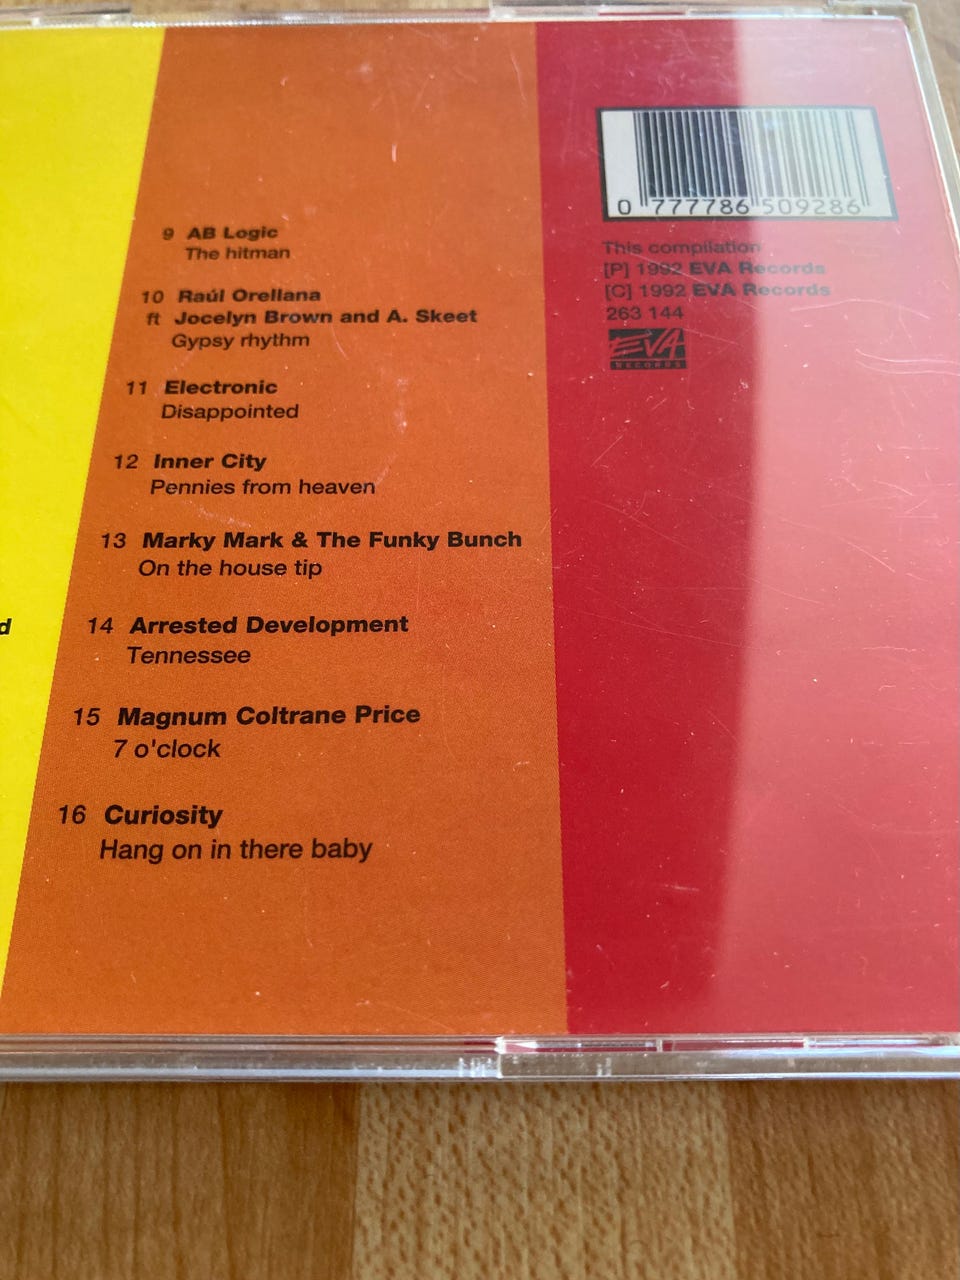 d
9 AB Logic
The hitman
10 Raúl Orellana
ft Jocelyn Brown and A. Skeet
Gypsy rhythm
11 Electronic
Disappointed
12 Inner City
Pennies from heaven
13 Marky Mark & The Funky Bunch
On the house tip
14 Arrested Development
Tennessee
15 Magnum Coltrane Price
7 o'clock
16 Curiosity
Hang on in there baby
0 777786 509286
This compilation
[P] 1992 EVA Records
[C] 1992 EVA Records
263 144
EVA
RECORDS